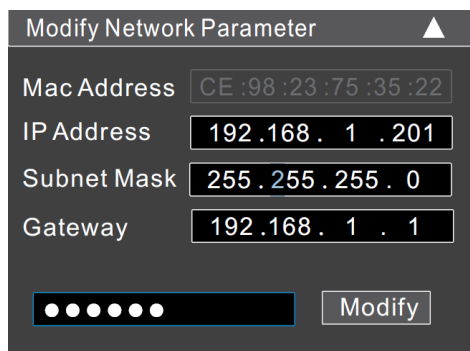 Modify Network Parameter
Mac Address CE:98:23:75:35:22
IP Address 192.168. 1 .201
Subnet Mask 255.255.255. 0
Gateway 192.168. 1 . 1
●●●●●● Modify